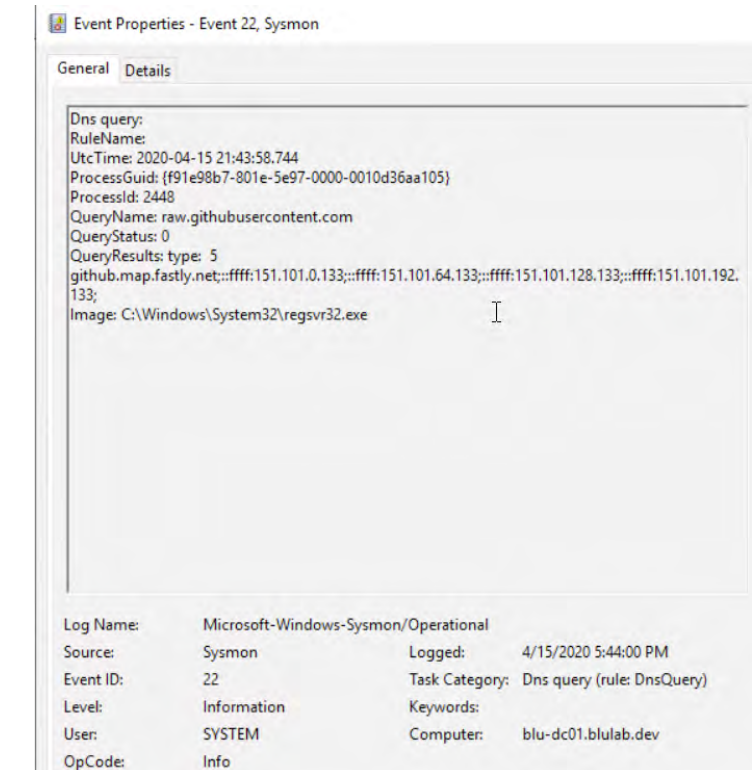 Event Properties - Event 22, Sysmon
General Details
Dns query:
RuleName:
UtcTime: 2020-04-15 21:43:58.744
ProcessGuid: {f91e98b7-801e-5e97-0000-0010d36aa105}
ProcessId: 2448
QueryName: raw.githubusercontent.com
QueryStatus: 0
QueryResults: type:  5
github.map.fastly.net;::ffff:151.101.0.133;::ffff:151.101.64.133;::ffff:151.101.128.133;::ffff:151.101.192.
133;
Image: C:\Windows\System32\regsvr32.exe
Log Name: Microsoft-Windows-Sysmon/Operational
Source: Sysmon Logged: 4/15/2020 5:44:00 PM
Event ID: 22 Task Category: Dns query (rule: DnsQuery)
Level: Information Keywords:
User: SYSTEM Computer: blu-dc01.blulab.dev
OpCode: Info